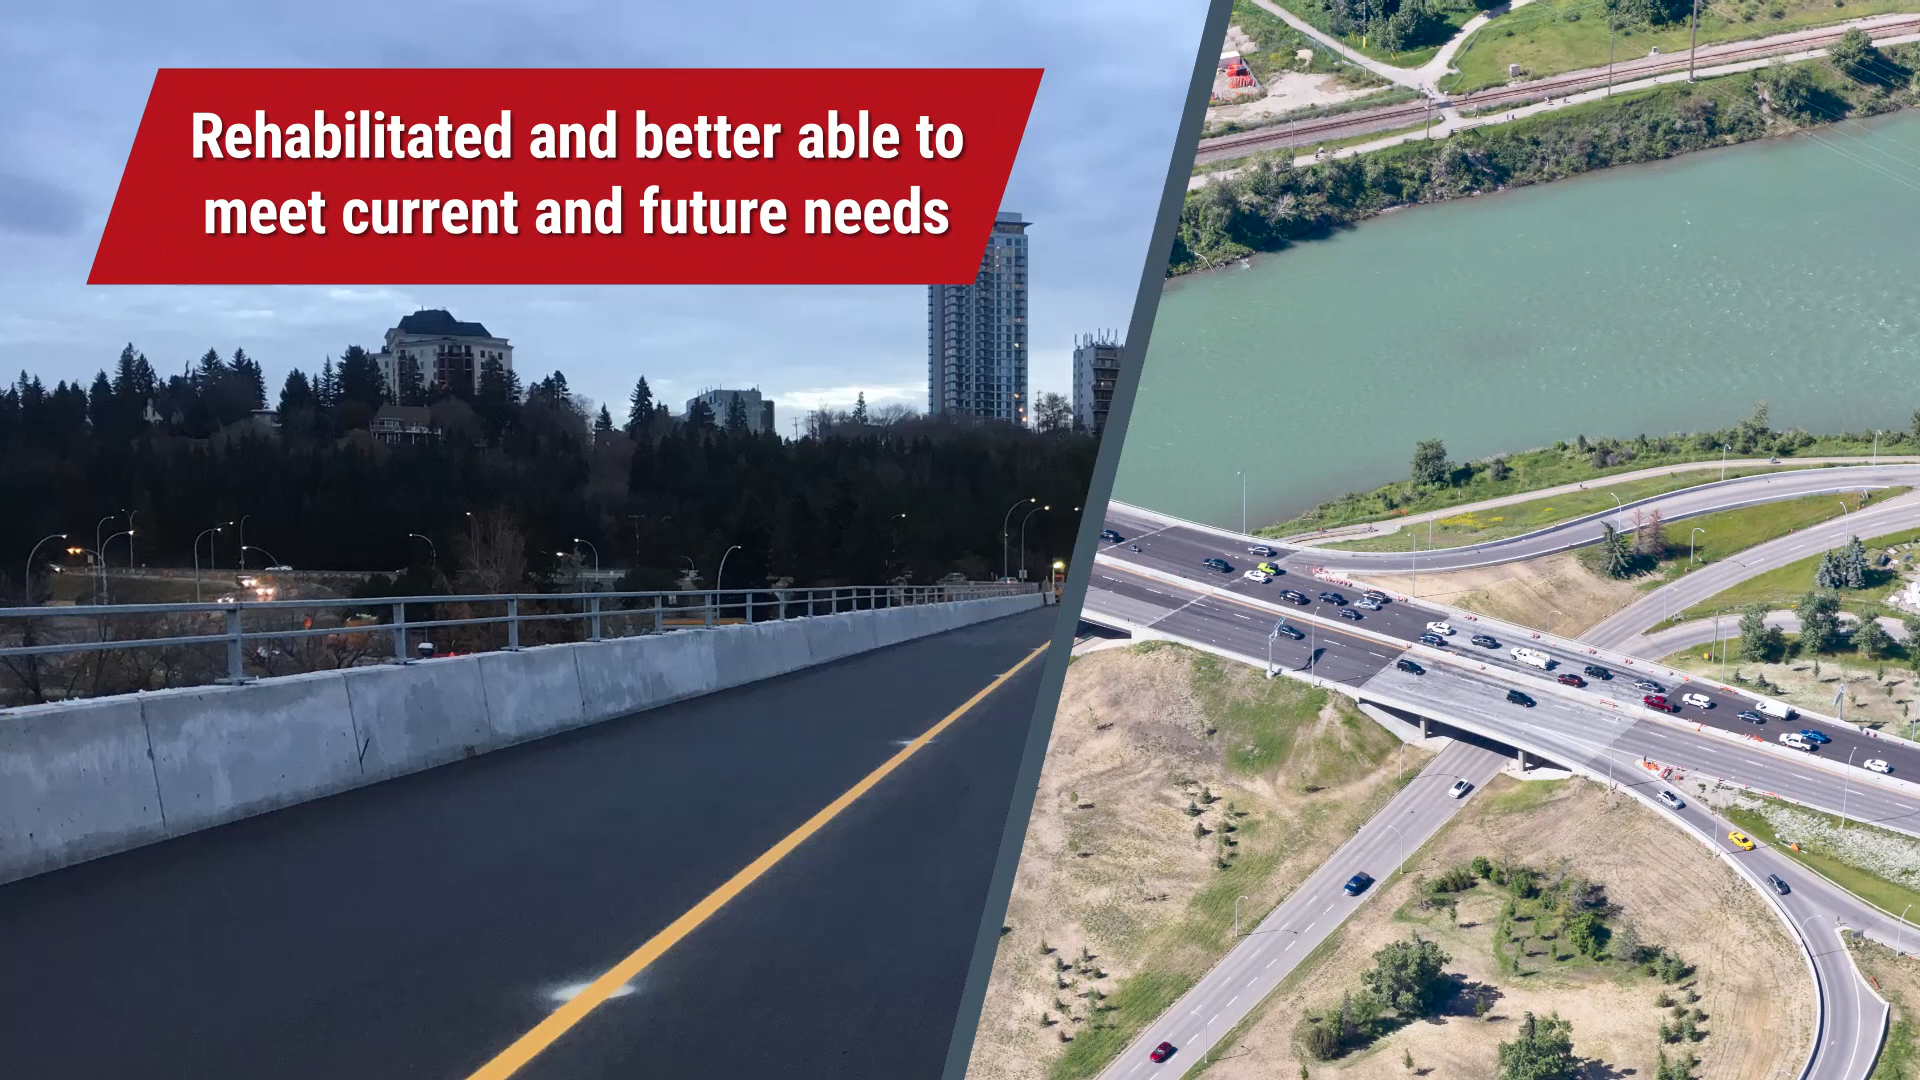 Rehabilitated and better able to
meet current and future needs